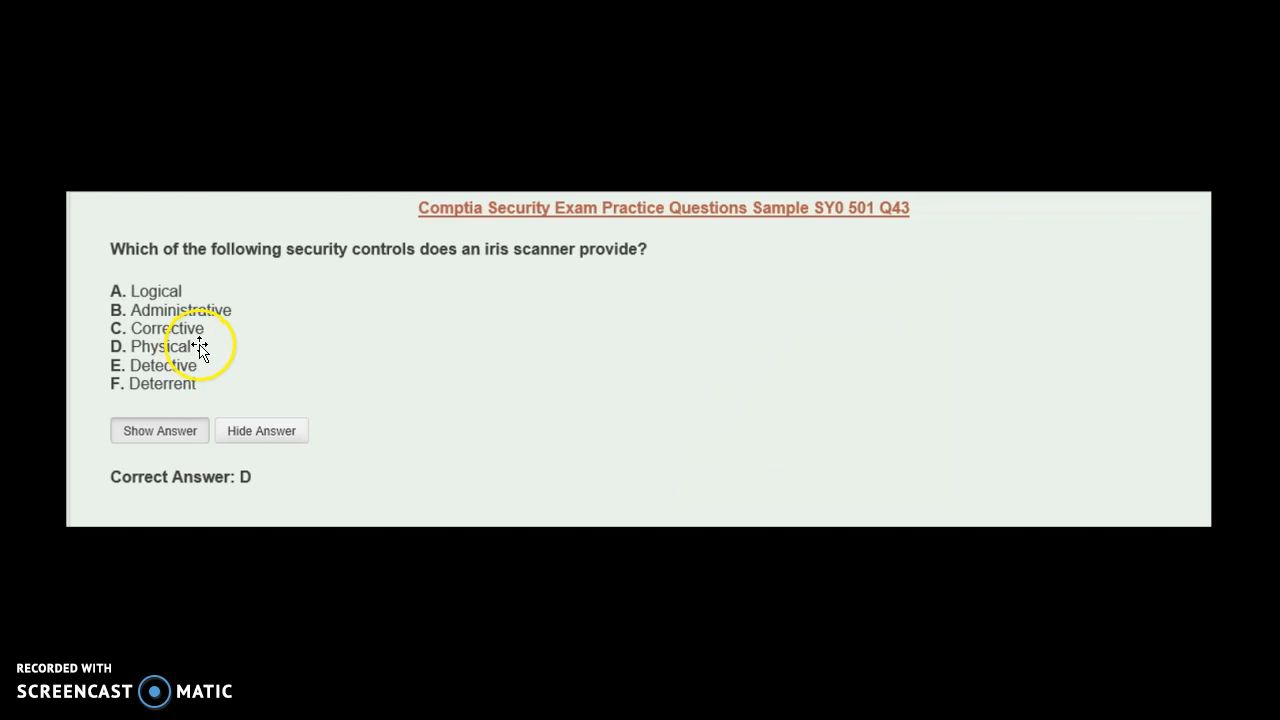 Comptia Security Exam Practice Questions Sample SY0 501 Q43
Which of the following security controls does an iris scanner provide?
A. Logical
B. Administrative
C. Corrective
D. Physical
E. Detective
F. Deterrent
Show Answer Hide Answer
Correct Answer: D
RECORDED WITH
SCREENCAST MATIC